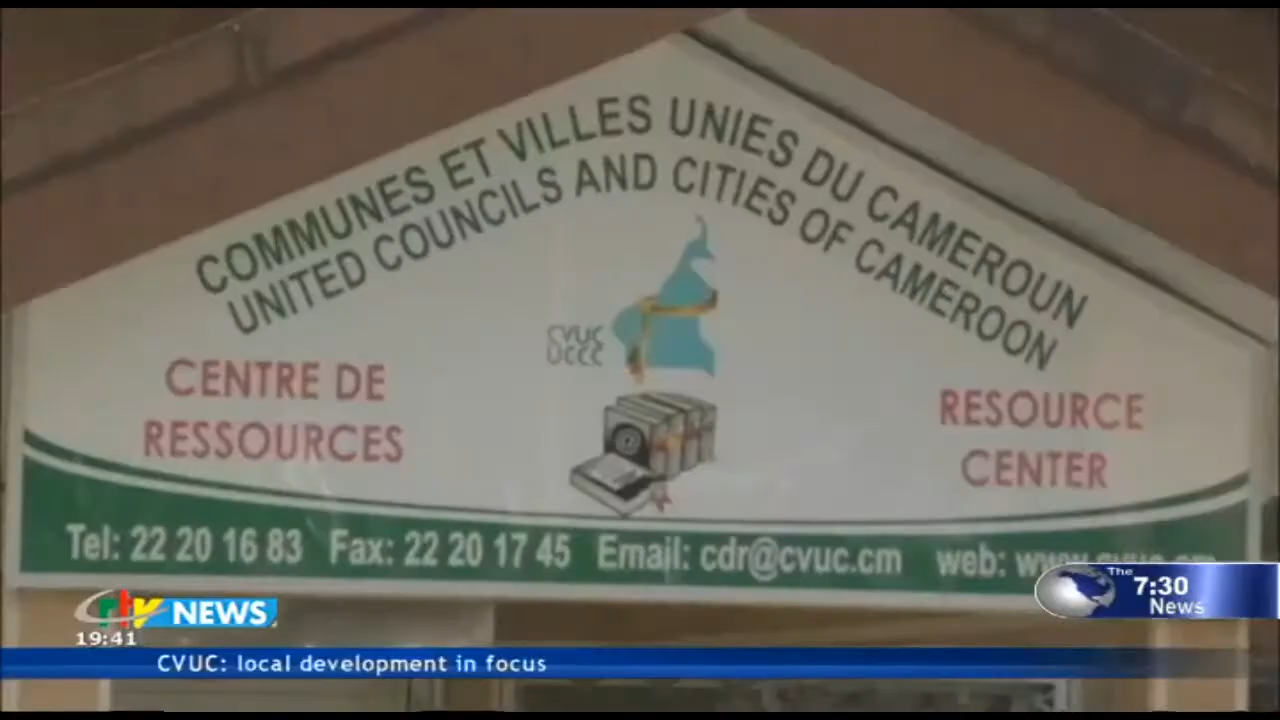 COMMUNES ET VILLES UNIES DU CAMEROUN
UNITED COUNCILS AND CITIES OF CAMEROON
CVUC
UCCC
CENTRE DE
RESSOURCES
RESOURCE
CENTER
Tel: 22 20 16 83 Fax: 22 20 17 45 Email: cdr@cvuc.cm web:
The
7:30
News
rtv NEWS
19:41
CVUC: local development in focus